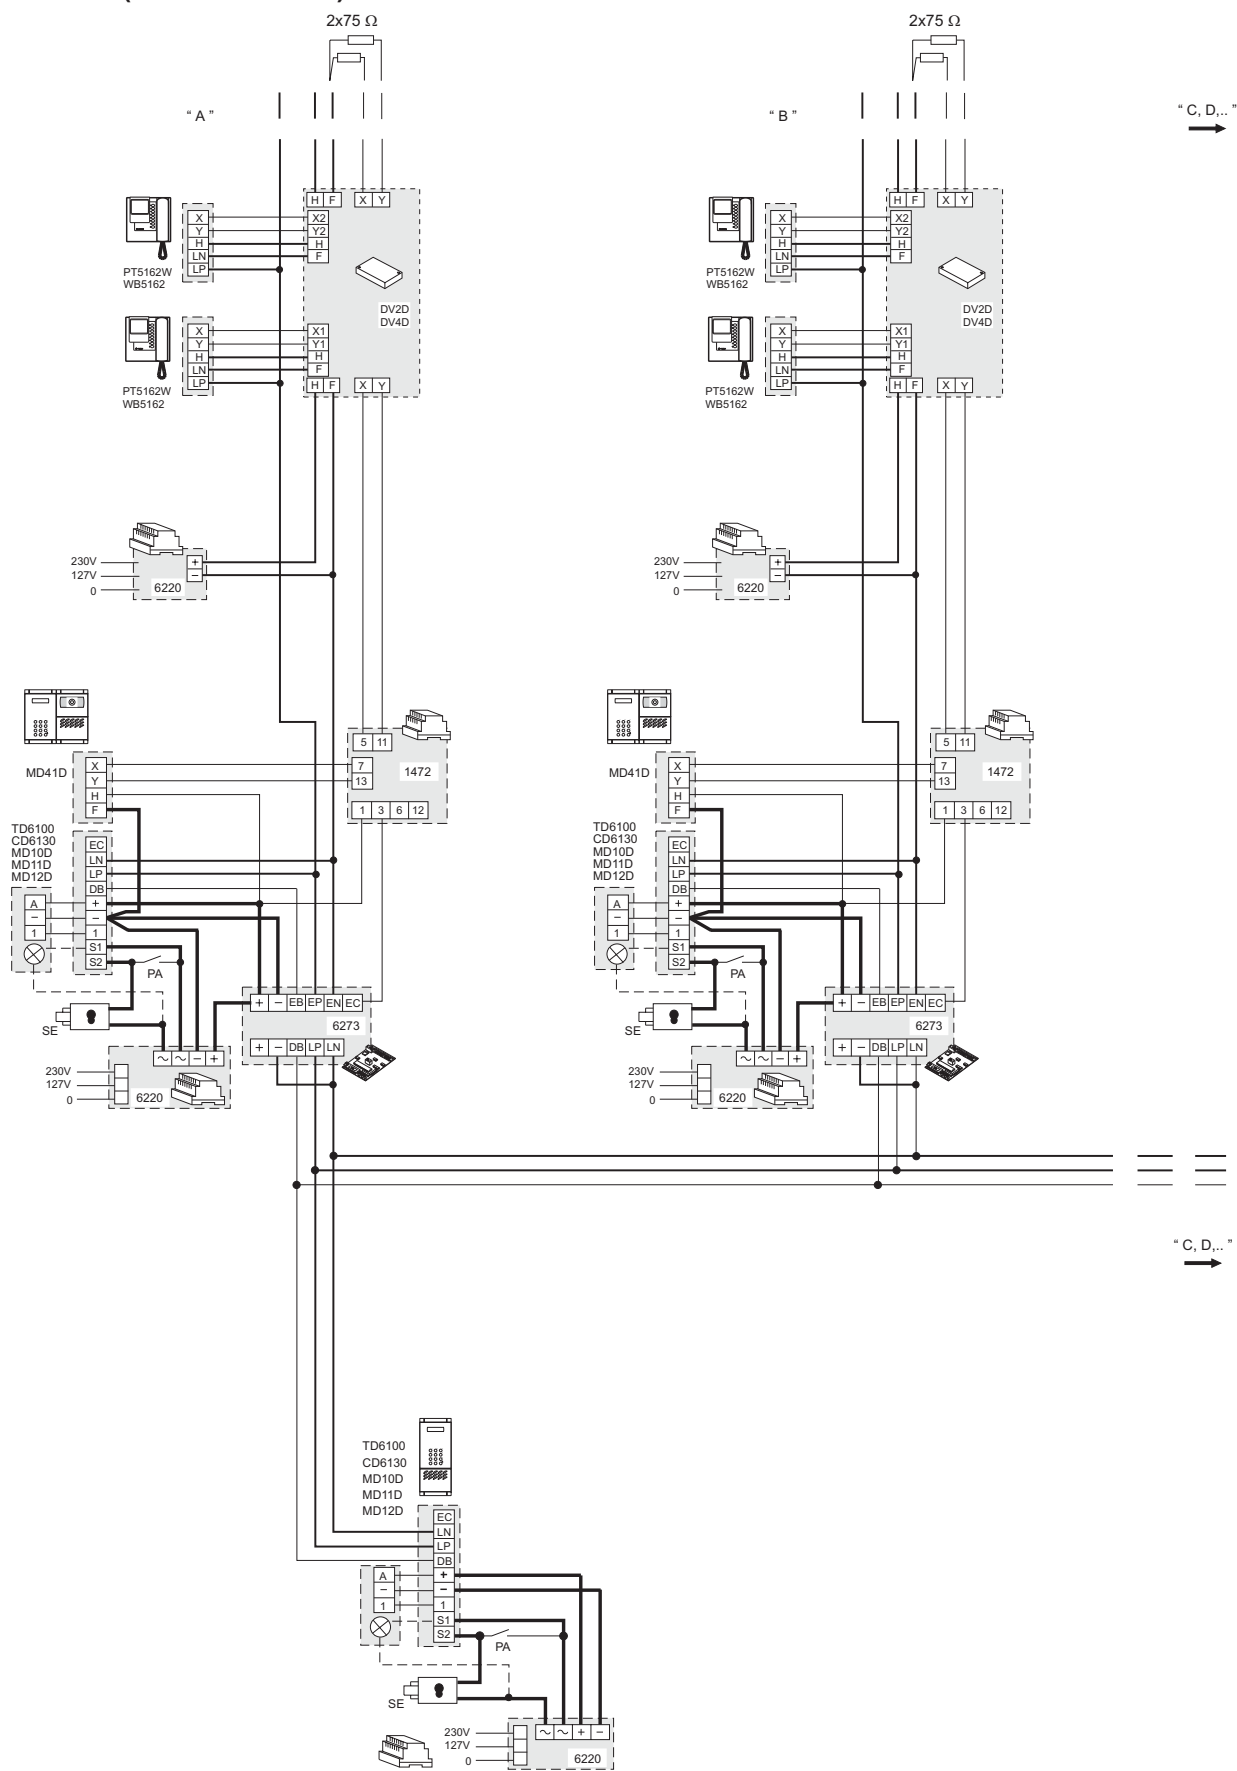 2x75 Ω
2x75 Ω
“ A ”
“ B ”
“ C, D,.. ”
H F X Y
X X2
Y Y2
H H
LN F
LP
PT5162W
WB5162
DV2D
DV4D
X X1
Y Y1
H H
LN F
LP H F X Y
PT5162W
WB5162
H F X Y
X X2
Y Y2
H H
LN F
LP
PT5162W
WB5162
DV2D
DV4D
X X1
Y Y1
H H
LN F
LP H F X Y
PT5162W
WB5162
230V +
127V –
0 6220
230V +
127V –
0 6220
5 11
X 7
MD41D 1472
Y 13
H
F 1 3 6 12
TD6100
CD6130
MD10D
MD11D
MD12D
EC
LN
LP
DB
A +
– –
1 1
S1
S2
PA
SE
+ – EB EP EN EC
6273
+ – DB LP LN
~ ~ – +
230V
127V
0 6220
5 11
X 7
MD41D 1472
Y 13
H
F 1 3 6 12
TD6100
CD6130
MD10D
MD11D
MD12D
EC
LN
LP
DB
A +
– –
1 1
S1
S2
PA
SE
+ – EB EP EN EC
6273
+ – DB LP LN
~ ~ – +
230V
127V
0 6220
“ C, D,.. ”
TD6100
CD6130
MD10D
MD11D
MD12D
EC
LN
LP
DB
A +
– –
1 1
S1
S2
PA
SE
~ ~ + –
230V
127V
0 6220